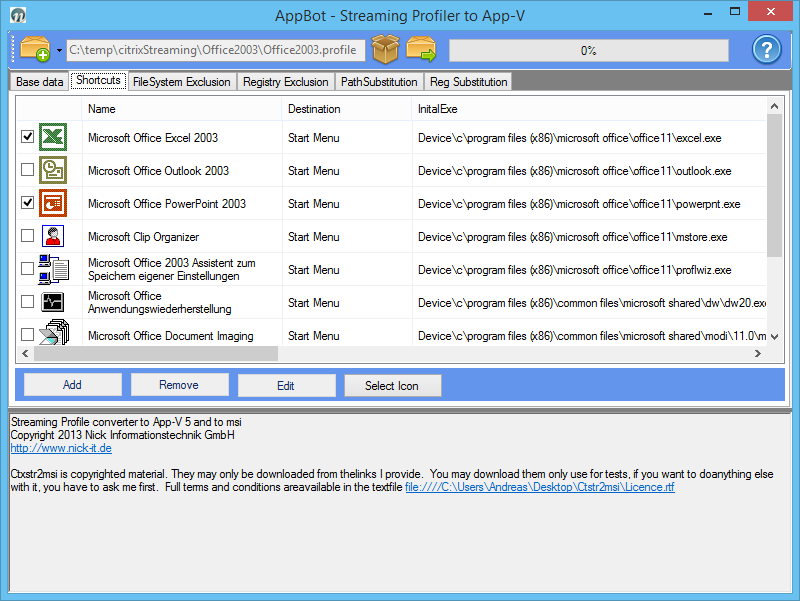 AppBot - Streaming Profiler to App-V
C:\temp\citrixStreaming\Office2003\Office2003.profile
0%
Base data Shortcuts FileSystem Exclusion Registry Exclusion PathSubstitution Reg Substitution
Name Destination InitalExe
Microsoft Office Excel 2003 Start Menu Device\c\program files (x86)\microsoft office\office11\excel.exe
Microsoft Office Outlook 2003 Start Menu Device\c\program files (x86)\microsoft office\office11\outlook.exe
Microsoft Office PowerPoint 2003 Start Menu Device\c\program files (x86)\microsoft office\office11\powerpnt.exe
Microsoft Clip Organizer Start Menu Device\c\program files (x86)\microsoft office\office11\mstore.exe
Microsoft Office 2003 Assistent zum
Speichern eigener Einstellungen Start Menu Device\c\program files (x86)\microsoft office\office11\proflwiz.exe
Microsoft Office
Anwendungswiederherstellung Start Menu Device\c\program files (x86)\common files\microsoft shared\dw\dw20.exe
Microsoft Office Document Imaging Start Menu Device\c\program files (x86)\common files\microsoft shared\modi\11.0\m
Add Remove Edit Select Icon
Streaming Profile converter to App-V 5 and to msi
Copyright 2013 Nick Informationstechnik GmbH
http://www.nick-it.de
Ctxstr2msi is copyrighted material. They may only be downloaded from thelinks I provide.  You may download them only use for tests, if you want to doanything else
with it, you have to ask me first.  Full terms and conditions areavailable in the textfile file:////C:\Users\Andreas\Desktop\Ctstr2msi\Licence.rtf